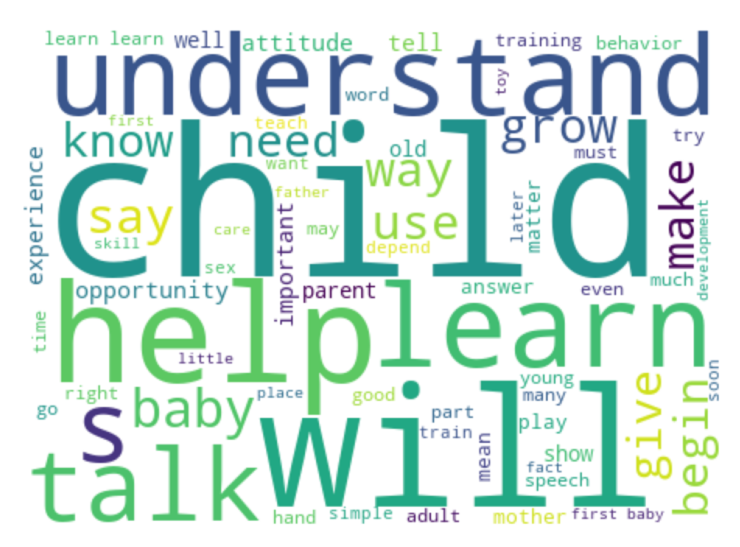 learn learn well attitude tell training behavior
understand
word toy
first teach
know need old grow try
want must
child
experience say way use make
father later matter
skill care important may depend development
sex
opportunity parent answer even much
help learn
time little
right place good young many soon
go s baby part play give begin
train mean show
talk will fact
speech
hand simple adult mother first baby